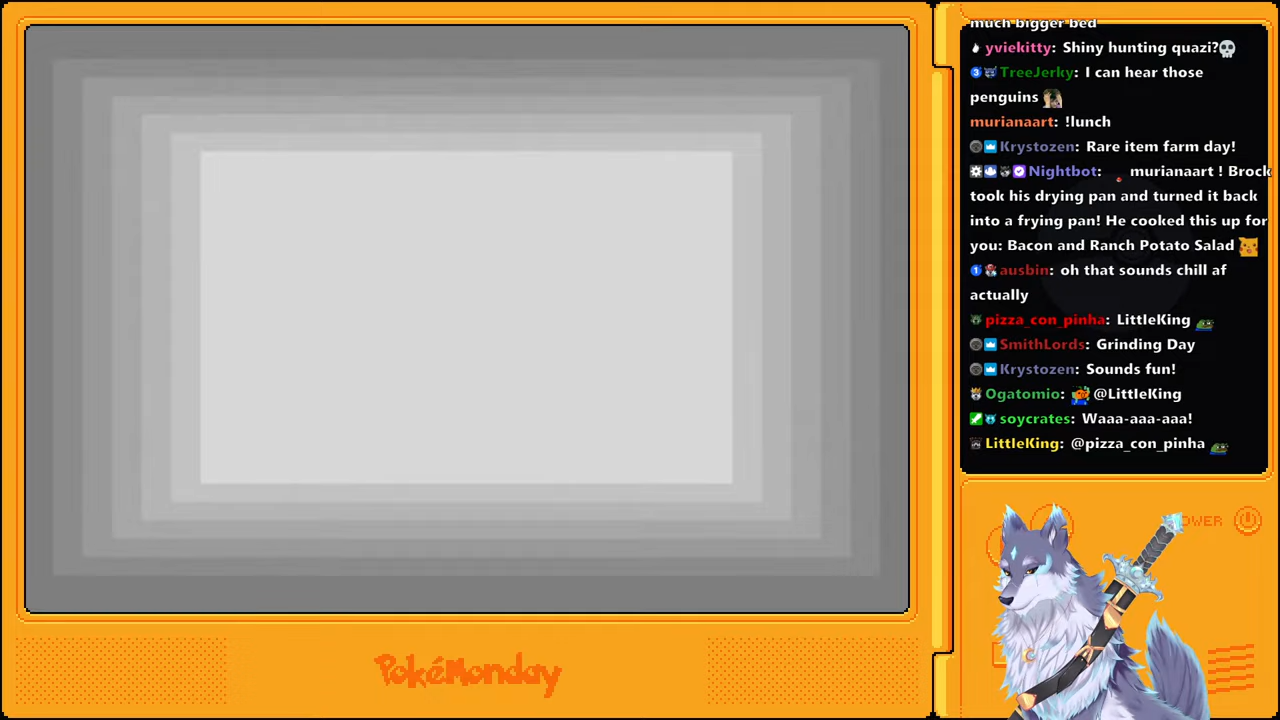 much bigger bed
yviekitty: Shiny hunting quazi?
TreeJerky: I can hear those
penguins
murianaart: !lunch
Krystozen: Rare item farm day!
Nightbot: murianaart ! Brock
took his drying pan and turned it back
into a frying pan! He cooked this up for
you: Bacon and Ranch Potato Salad
ausbin: oh that sounds chill af
actually
pizza_con_pinha: LittleKing
SmithLords: Grinding Day
Krystozen: Sounds fun!
Ogatomio: @LittleKing
soycrates: Waaa-aaa-aaa!
LittleKing: @pizza_con_pinha
OWER
PokéMonday